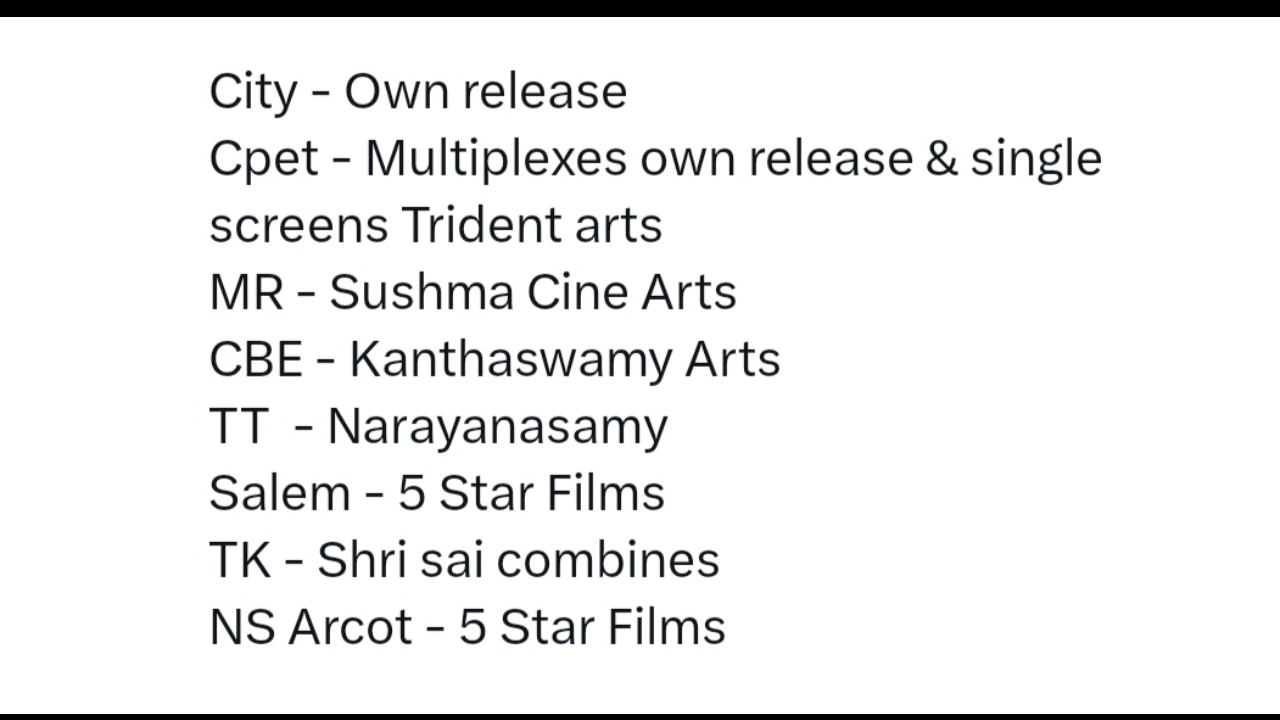 City - Own release
Cpet - Multiplexes own release & single
screens Trident arts
MR - Sushma Cine Arts
CBE - Kanthaswamy Arts
TT  - Narayanasamy
Salem - 5 Star Films
TK - Shri sai combines
NS Arcot - 5 Star Films